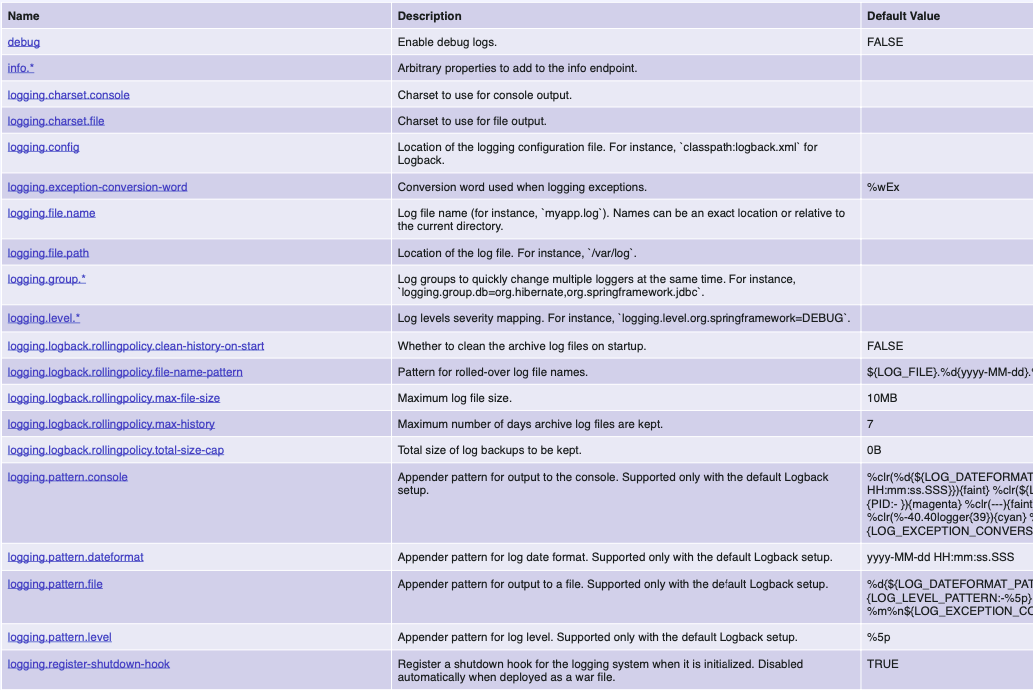 Name Description Default Value
debug Enable debug logs. FALSE
info.* Arbitrary properties to add to the info endpoint.
logging.charset.console Charset to use for console output.
logging.charset.file Charset to use for file output.
logging.config Location of the logging configuration file. For instance, `classpath:logback.xml` for
Logback.
logging.exception-conversion-word Conversion word used when logging exceptions. %wEx
logging.file.name Log file name (for instance, `myapp.log`). Names can be an exact location or relative to
the current directory.
logging.file.path Location of the log file. For instance, `/var/log`.
logging.group.* Log groups to quickly change multiple loggers at the same time. For instance,
`logging.group.db=org.hibernate,org.springframework.jdbc`.
logging.level.* Log levels severity mapping. For instance, `logging.level.org.springframework=DEBUG`.
logging.logback.rollingpolicy.clean-history-on-start Whether to clean the archive log files on startup. FALSE
logging.logback.rollingpolicy.file-name-pattern Pattern for rolled-over log file names. ${LOG_FILE}.%d{yyyy-MM-dd}.%
logging.logback.rollingpolicy.max-file-size Maximum log file size. 10MB
logging.logback.rollingpolicy.max-history Maximum number of days archive log files are kept. 7
logging.logback.rollingpolicy.total-size-cap Total size of log backups to be kept. 0B
logging.pattern.console Appender pattern for output to the console. Supported only with the default Logback %clr(%d{${LOG_DATEFORMAT
setup. HH:mm:ss.SSS}}){faint} %clr(${L
{PID:- }){magenta} %clr(---){faint
%clr(%-40.40logger{39}){cyan} %
{LOG_EXCEPTION_CONVERS
logging.pattern.dateformat Appender pattern for log date format. Supported only with the default Logback setup. yyyy-MM-dd HH:mm:ss.SSS
logging.pattern.file Appender pattern for output to a file. Supported only with the default Logback setup. %d{${LOG_DATEFORMAT_PAT
{LOG_LEVEL_PATTERN:-%5p}
%m%n${LOG_EXCEPTION_CO
logging.pattern.level Appender pattern for log level. Supported only with the default Logback setup. %5p
logging.register-shutdown-hook Register a shutdown hook for the logging system when it is initialized. Disabled TRUE
automatically when deployed as a war file.